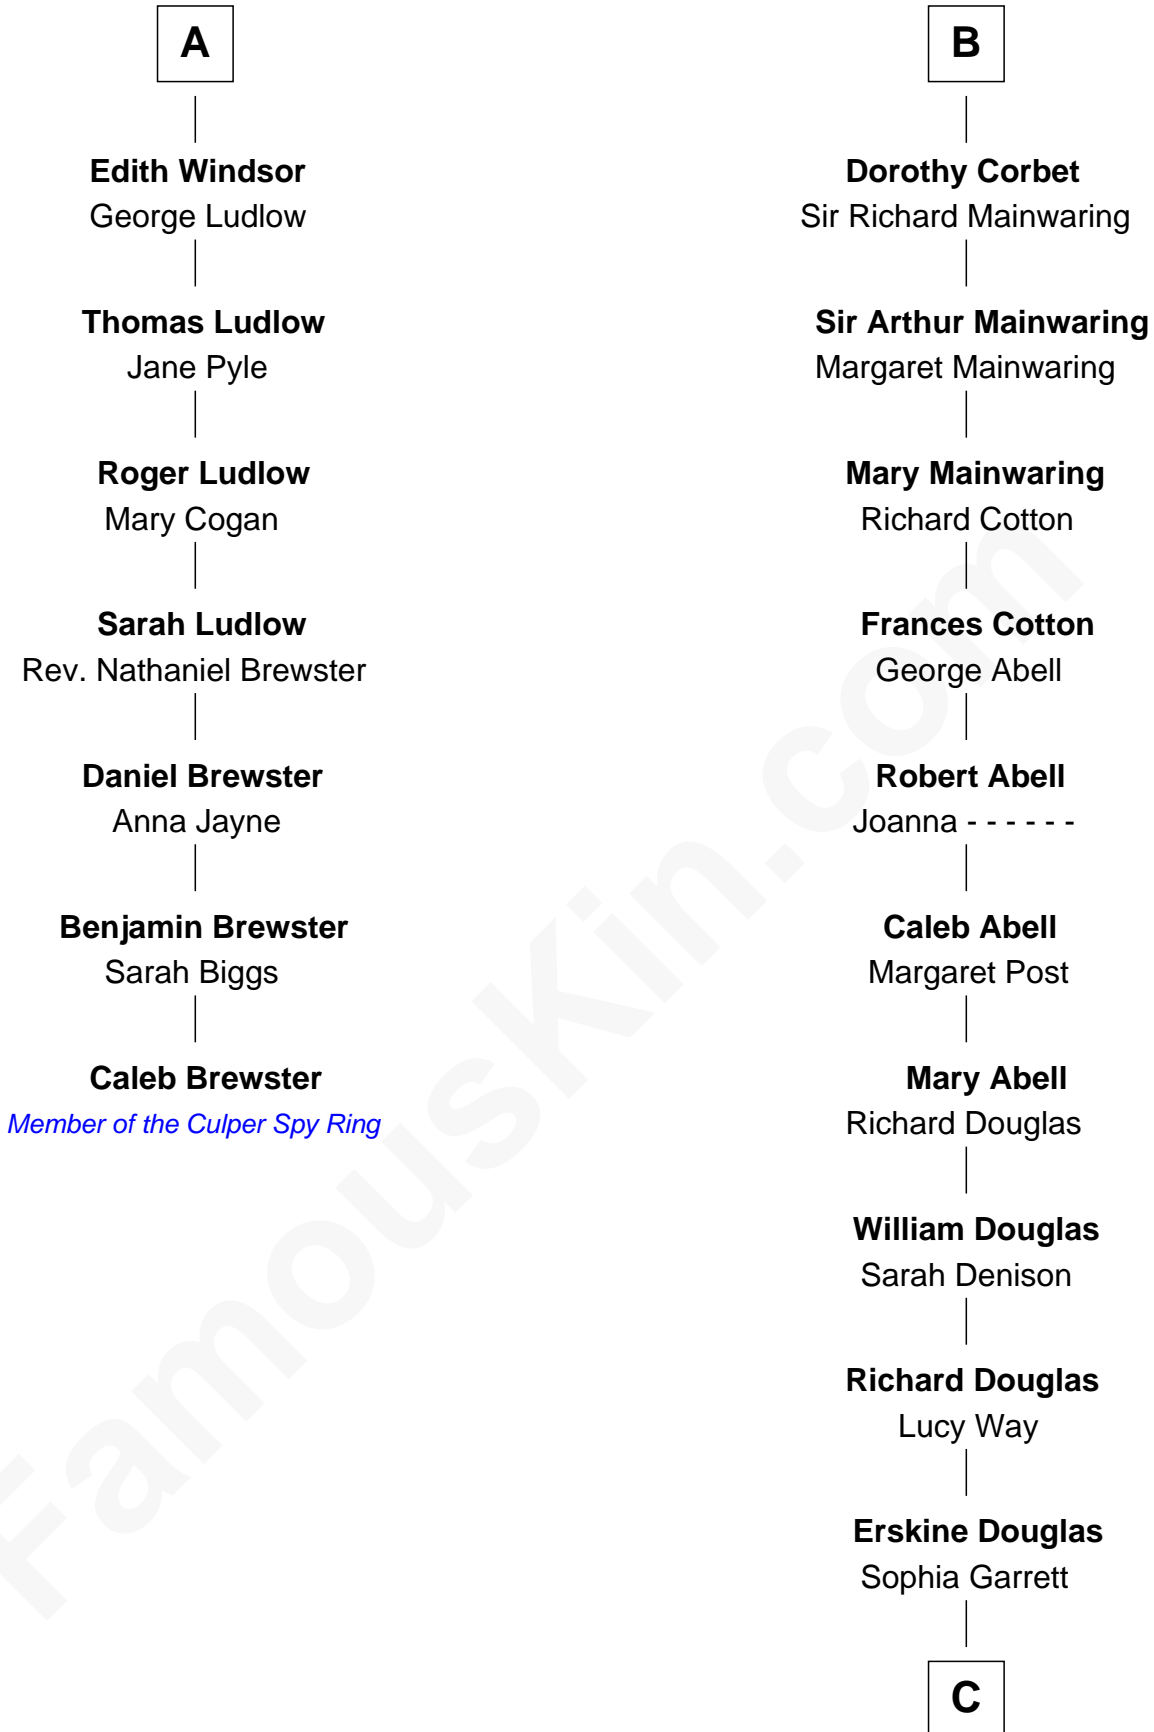 A
Edith Windsor
George Ludlow
Thomas Ludlow
Jane Pyle
Roger Ludlow
Mary Cogan
Sarah Ludlow
Rev. Nathaniel Brewster
Daniel Brewster
Anna Jayne
Benjamin Brewster
Sarah Biggs
Caleb Brewster
Member of the Culper Spy Ring
B
Dorothy Corbet
Sir Richard Mainwaring
Sir Arthur Mainwaring
Margaret Mainwaring
Mary Mainwaring
Richard Cotton
Frances Cotton
George Abell
Robert Abell
Joanna - - - - - -
Caleb Abell
Margaret Post
Mary Abell
Richard Douglas
William Douglas
Sarah Denison
Richard Douglas
Lucy Way
Erskine Douglas
Sophia Garrett
C
FamousKin.com